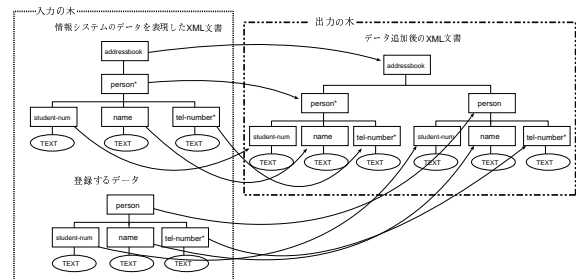 入力の木
情報システムのデータを表現したXML文書
addressbook
person*
student-num name tel-number*
TEXT TEXT TEXT
登録するデータ
person
student-num name tel-number*
TEXT TEXT TEXT
出力の木
データ追加後のXML文書
addressbook
person* person
student-num name tel-number* student-num name tel-number*
TEXT TEXT TEXT TEXT TEXT TEXT